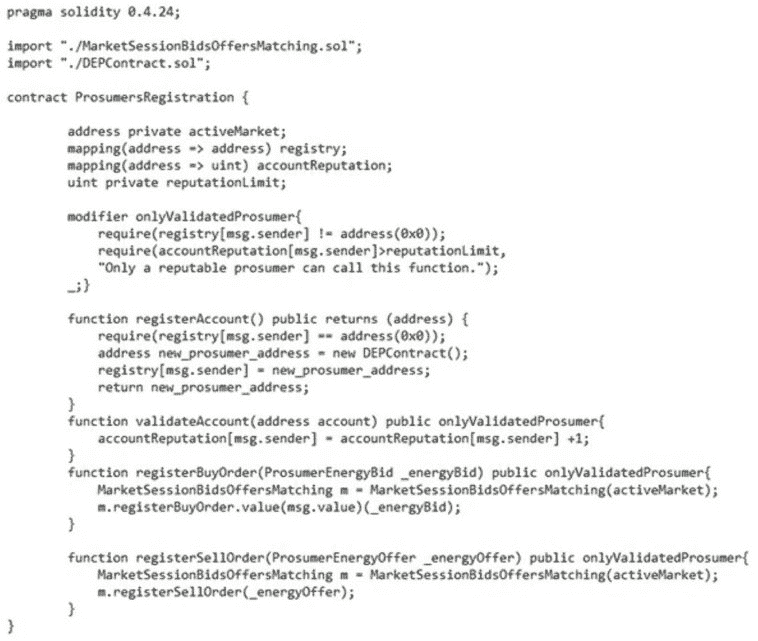 pragma solidity 0.4.24;
import "./MarketSessionBidsOffersMatching.sol";
import "./DEPContract.sol";
contract ProsumersRegistration {
address private activeMarket;
mapping(address => address) registry;
mapping(address => uint) accountReputation;
uint private reputationLimit;
modifier onlyValidatedProsumer{
require(registry[msg.sender] != address(0x0));
require(accountReputation[msg.sender]>reputationLimit,
"Only a reputable prosumer can call this function.");
_;}
function registerAccount() public returns (address) {
require(registry[msg.sender] == address(0x0));
address new_prosumer_address = new DEPContract();
registry[msg.sender] = new_prosumer_address;
return new_prosumer_address;
}
function validateAccount(address account) public onlyValidatedProsumer{
accountReputation[msg.sender] = accountReputation[msg.sender] +1;
}
function registerBuyOrder(ProsumerEnergyBid _energyBid) public onlyValidatedProsumer{
MarketSessionBidsOffersMatching m = MarketSessionBidsOffersMatching(activeMarket);
m.registerBuyOrder.value(msg.value)(_energyBid);
}
function registerSellOrder(ProsumerEnergyOffer _energyOffer) public onlyValidatedProsumer{
MarketSessionBidsOffersMatching m = MarketSessionBidsOffersMatching(activeMarket);
m.registerSellOrder(_energyOffer);
}
}